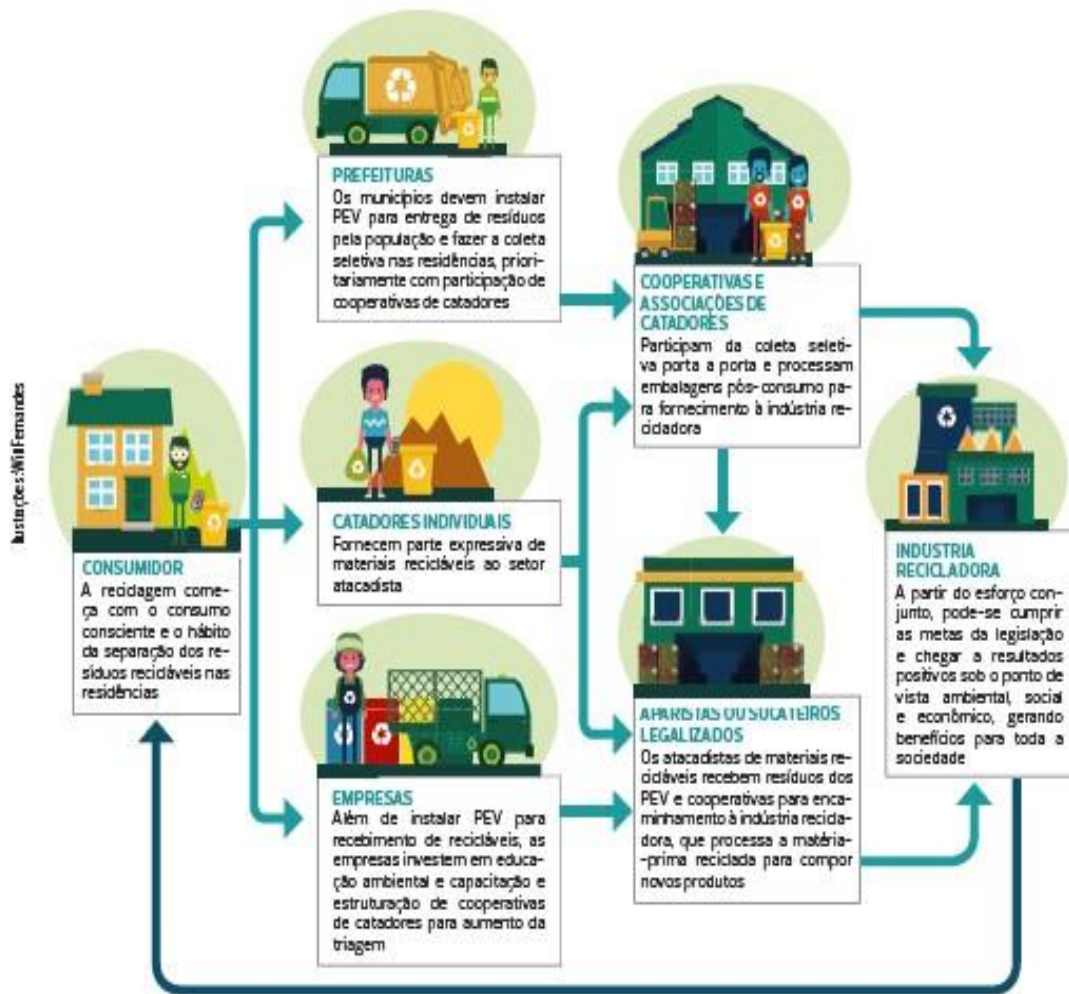 Ilustrações: Will Fernandes
CONSUMIDOR
A reciclagem come-
ça com o consumo
consciente e o hábito
da separação dos re-
síduos recicláveis nas
residências
PREFEITURAS
Os municípios devem instalar
PEV para entrega de resíduos
pela população e fazer a coleta
seletiva nas residências, priori-
tariamente com participação de
cooperativas de catadores
CATADORES INDIVIDUAIS
Fornecem parte expressiva de
materiais recicláveis ao setor
atacadista
EMPRESAS
Além de instalar PEV para
recebimento de recicláveis, as
empresas investem em educa-
ção ambiental e capacitação e
estruturação de cooperativas
de catadores para aumento da
triagem
COOPERATIVAS E
ASSOCIAÇÕES DE
CATADORES
Participam da coleta seleti-
va porta a porta e processam
embalagens pós-consumo pa-
ra fornecimento à indústria re-
cicladora
APARISTAS OU SUCATEIROS
LEGALIZADOS
Os atacadistas de materiais re-
cicláveis recebem resíduos dos
PEV e cooperativas para enca-
minhamento à indústria recicla-
dora, que processa a matéria-
-prima reciclada para compor
novos produtos
INDÚSTRIA
RECICLADORA
A partir do esforço con-
junto, pode-se cumprir
as metas da legislação
e chegar a resultados
positivos sob o ponto de
vista ambiental, social
e econômico, gerando
benefícios para toda a
sociedade